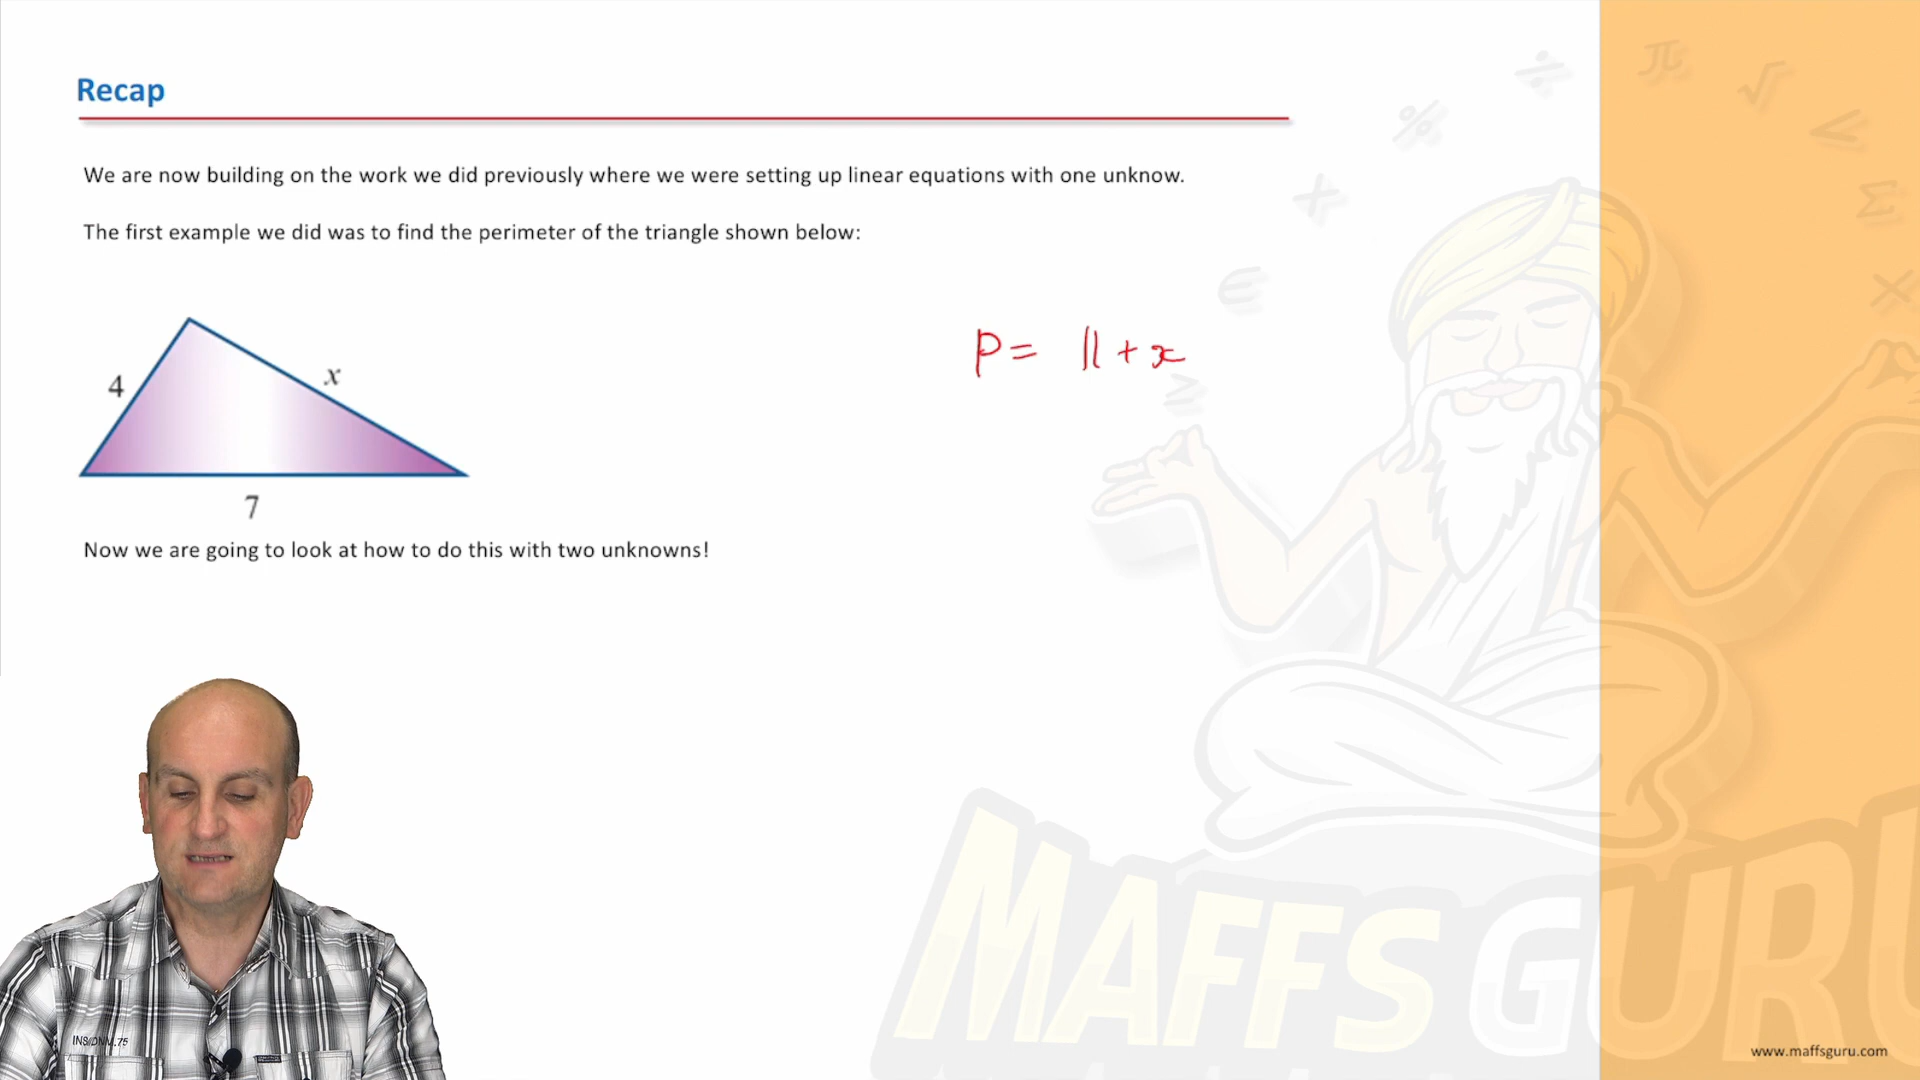 Recap
We are now building on the work we did previously where we were setting up linear equations with one unknow.
The first example we did was to find the perimeter of the triangle shown below:
P = 11 + x
4
x
7
Now we are going to look at how to do this with two unknowns!
÷
π
√
<
%
+
Σ
€
×
≥
MAFFS GURU
www.maffsguru.com